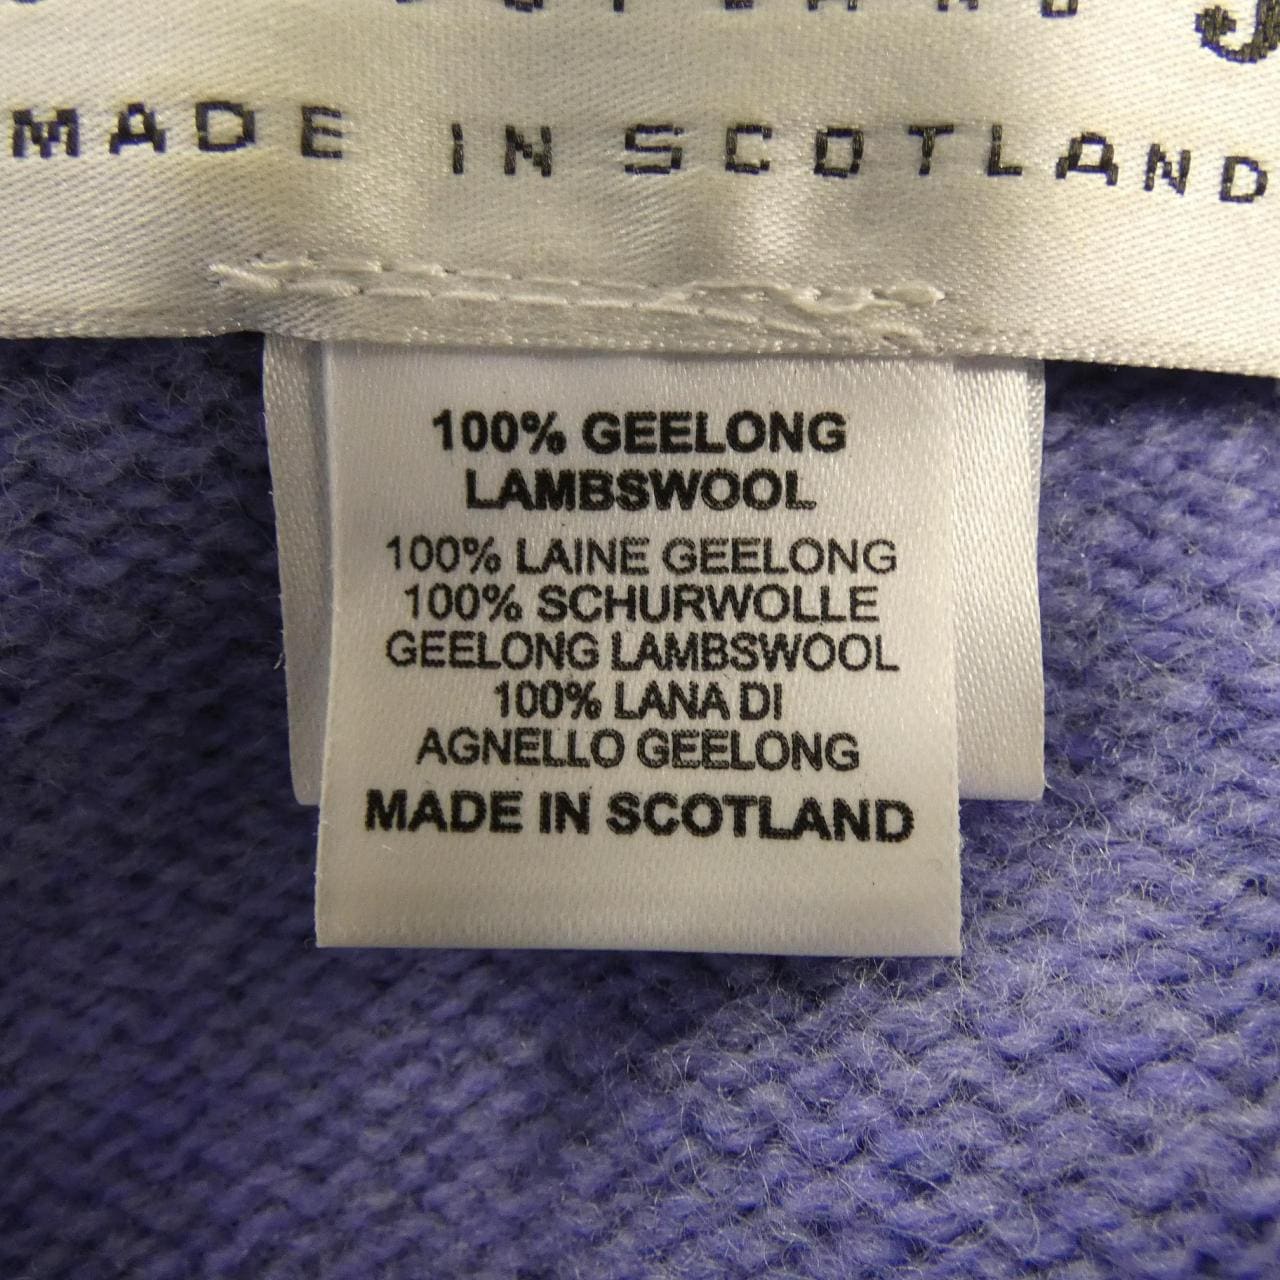 MADE IN SCOTLAND
100% GEELONG
LAMBSWOOL
100% LAINE GEELONG
100% SCHURWOLLE
GEELONG LAMBSWOOL
100% LANA DI
AGNELLO GEELONG
MADE IN SCOTLAND